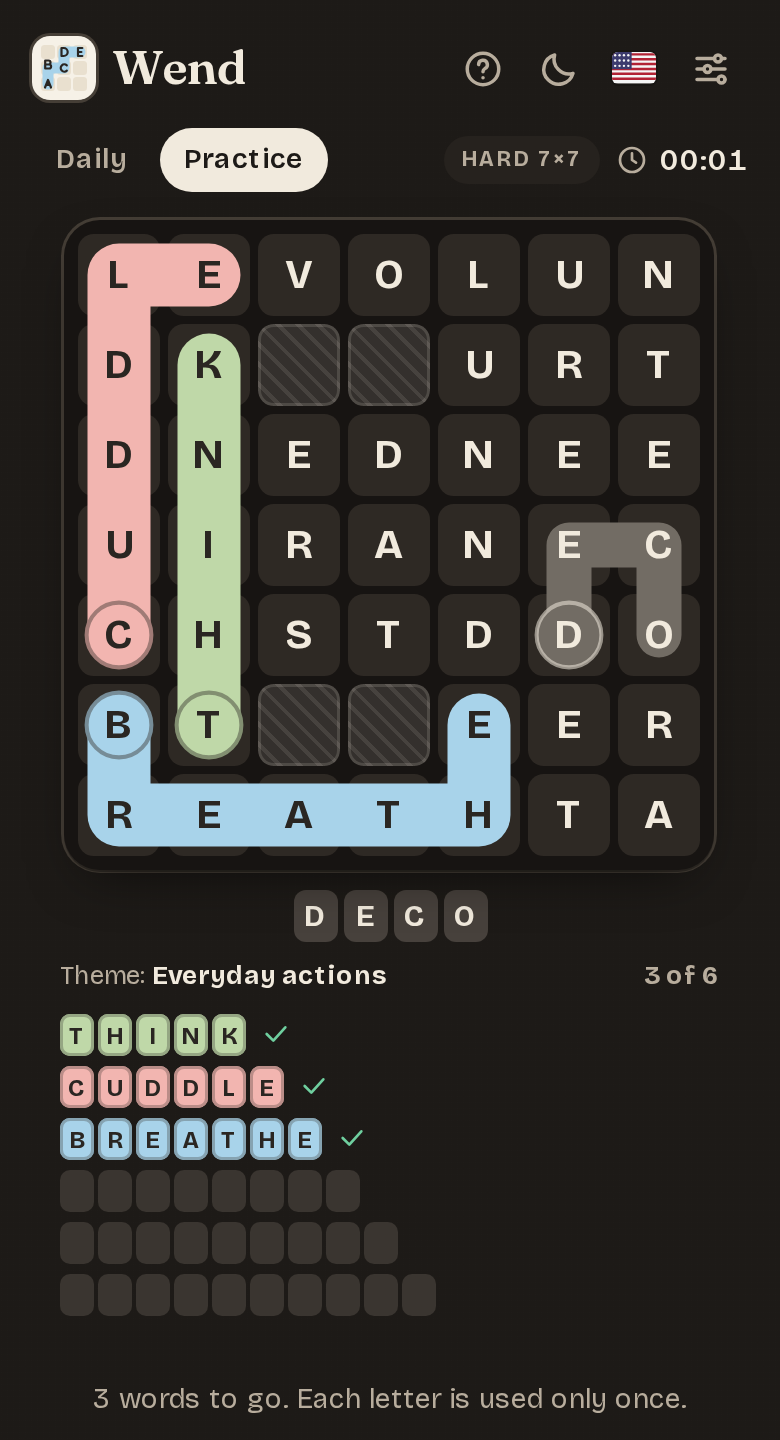 Wend
Daily Practice HARD 7×7 00:01
L E V O L U N
D K U R T
D N E D N E E
U I R A N E C
C H S T D D O
B T E E R
R E A T H T A
D E C O
Theme: Everyday actions 3 of 6
T H I N K
C U D D L E
B R E A T H E
3 words to go. Each letter is used only once.